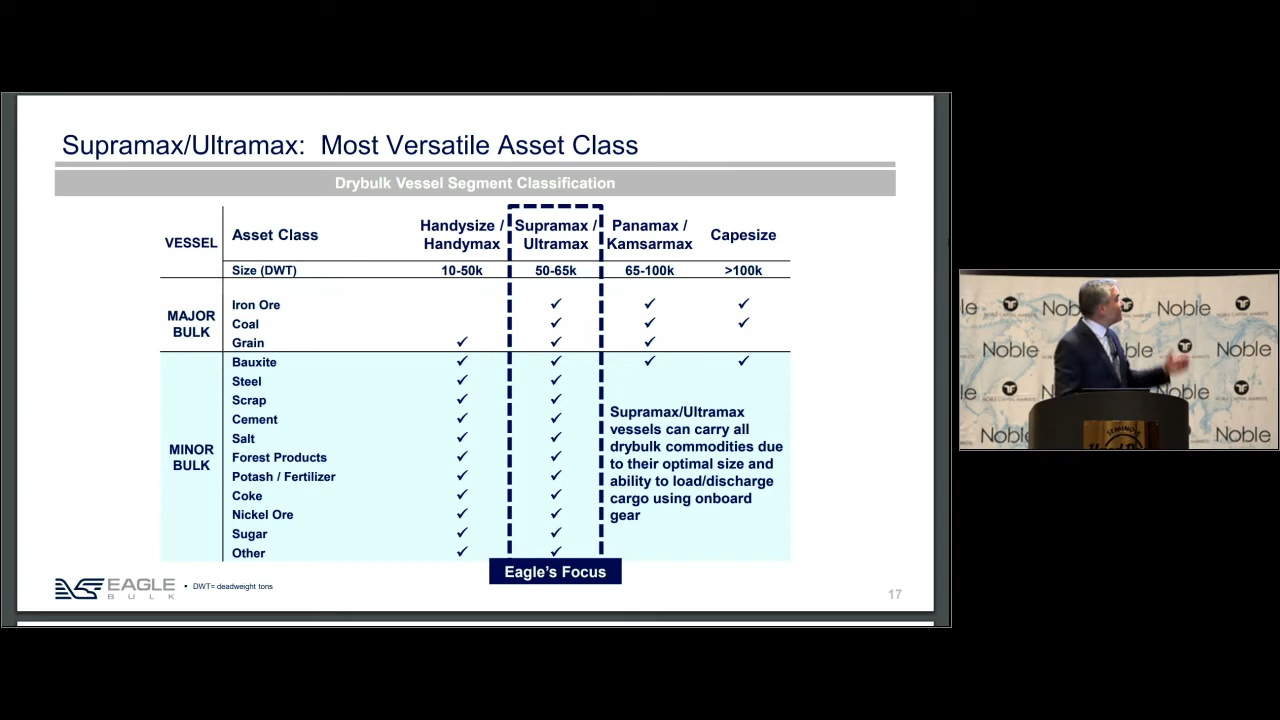 Supramax/Ultramax: Most Versatile Asset Class
Drybulk Vessel Segment Classification
VESSEL
Asset Class
Handysize / Handymax
Supramax / Ultramax
Panamax / Kamsarmax
Capesize
Size (DWT) 10-50k 50-65k 65-100k >100k
MAJOR BULK
Iron Ore ✓ ✓ ✓
Coal ✓ ✓ ✓
Grain ✓ ✓ ✓
MINOR BULK
Bauxite ✓ ✓ ✓ ✓
Steel ✓ ✓
Scrap ✓ ✓
Cement ✓ ✓
Salt ✓ ✓
Forest Products ✓ ✓
Potash / Fertilizer ✓ ✓
Coke ✓ ✓
Nickel Ore ✓ ✓
Sugar ✓ ✓
Other ✓ ✓
Supramax/Ultramax
vessels can carry all
drybulk commodities due
to their optimal size and
ability to load/discharge
cargo using onboard
gear
Eagle's Focus
EAGLE
BULK
• DWT= deadweight tons
17
Noble
Noble
Noble
Noble
Noble
NOBLE CAPITAL MARKETS